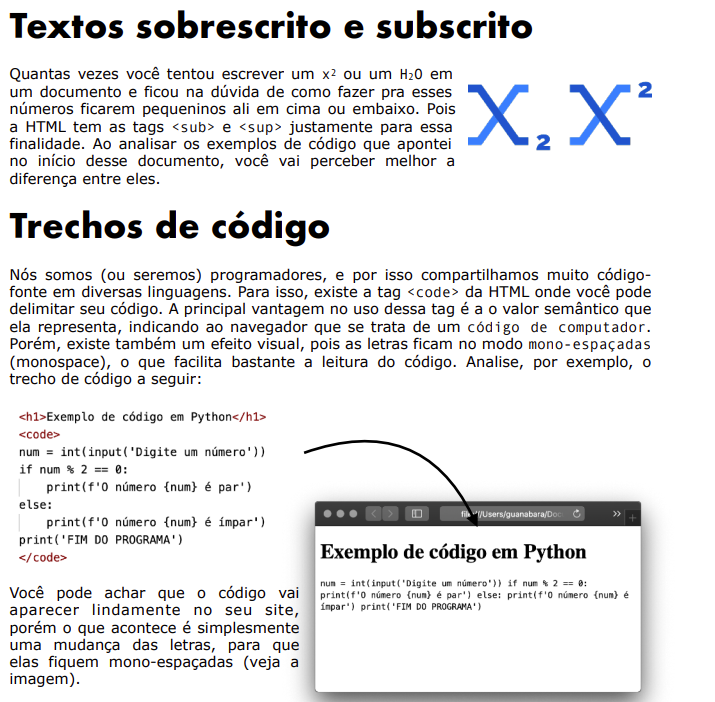 Textos sobrescrito e subscrito
Quantas vezes você tentou escrever um x² ou um H₂O em
um documento e ficou na dúvida de como fazer pra esses
números ficarem pequeninos ali em cima ou embaixo. Pois
a HTML tem as tags <sub> e <sup> justamente para essa
finalidade. Ao analisar os exemplos de código que apontei
no início desse documento, você vai perceber melhor a
diferença entre eles.
X₂ X²
Trechos de código
Nós somos (ou seremos) programadores, e por isso compartilhamos muito código-
fonte em diversas linguagens. Para isso, existe a tag <code> da HTML onde você pode
delimitar seu código. A principal vantagem no uso dessa tag é a o valor semântico que
ela representa, indicando ao navegador que se trata de um código de computador.
Porém, existe também um efeito visual, pois as letras ficam no modo mono-espaçadas
(monospace), o que facilita bastante a leitura do código. Analise, por exemplo, o
trecho de código a seguir:
<h1>Exemplo de código em Python</h1>
<code>
num = int(input('Digite um número'))
if num % 2 == 0:
    print(f'O número {num} é par')
else:
    print(f'O número {num} é ímpar')
print('FIM DO PROGRAMA')
</code>
file:///Users/guanabara/Doc
Exemplo de código em Python
num = int(input('Digite um número')) if num % 2 == 0:
print(f'O número {num} é par') else: print(f'O número {num} é
ímpar') print('FIM DO PROGRAMA')
Você pode achar que o código vai
aparecer lindamente no seu site,
porém o que acontece é simplesmente
uma mudança das letras, para que
elas fiquem mono-espaçadas (veja a
imagem).